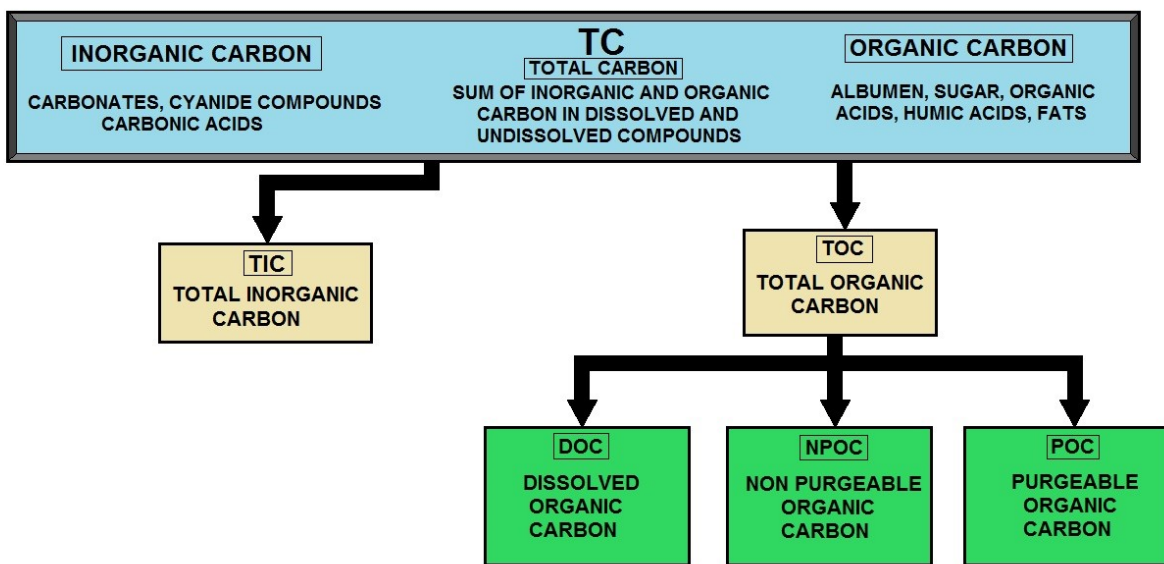 INORGANIC CARBON
CARBONATES, CYANIDE COMPOUNDS
CARBONIC ACIDS
TC
TOTAL CARBON
SUM OF INORGANIC AND ORGANIC
CARBON IN DISSOLVED AND
UNDISSOLVED COMPOUNDS
ORGANIC CARBON
ALBUMEN, SUGAR, ORGANIC
ACIDS, HUMIC ACIDS, FATS
TIC
TOTAL INORGANIC
CARBON
TOC
TOTAL ORGANIC
CARBON
DOC
DISSOLVED
ORGANIC
CARBON
NPOC
NON PURGEABLE
ORGANIC
CARBON
POC
PURGEABLE
ORGANIC
CARBON